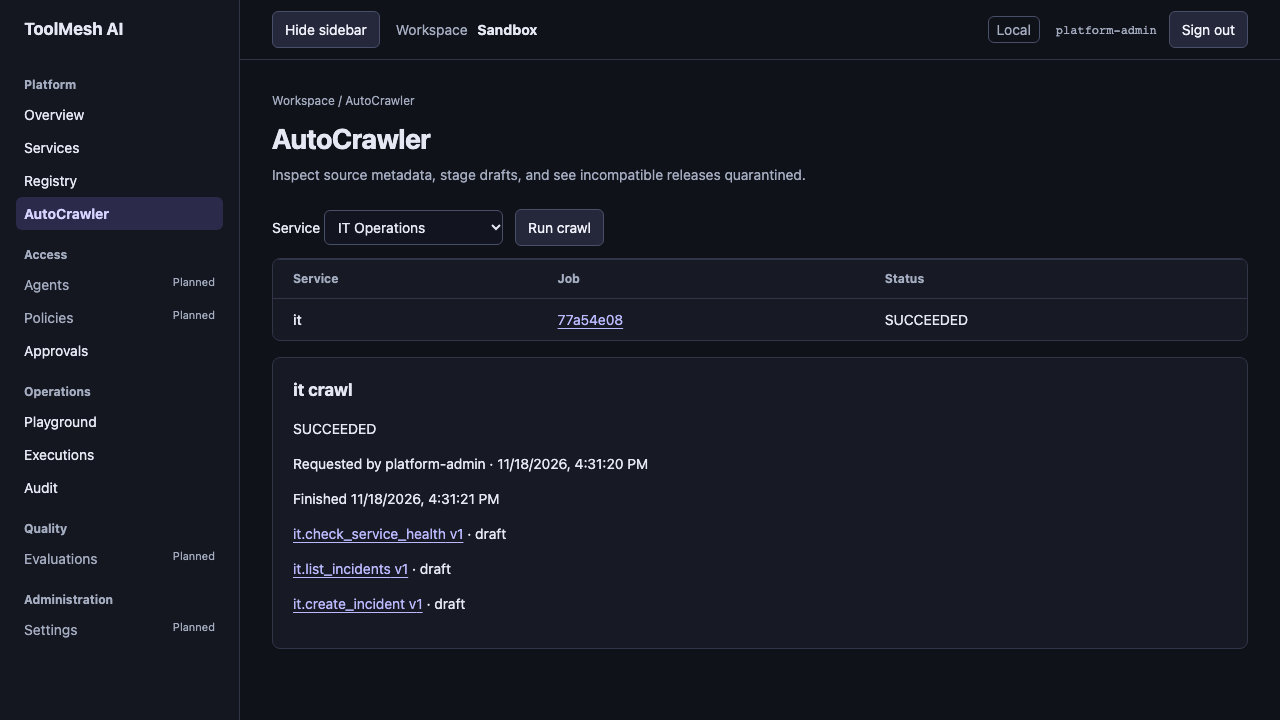 ToolMesh AI
Platform
Overview
Services
Registry
AutoCrawler
Access
Agents Planned
Policies Planned
Approvals
Operations
Playground
Executions
Audit
Quality
Evaluations Planned
Administration
Settings Planned
Hide sidebar Workspace Sandbox Local platform-admin Sign out
Workspace / AutoCrawler
AutoCrawler
Inspect source metadata, stage drafts, and see incompatible releases quarantined.
Service IT Operations Run crawl
Service Job Status
it 77a54e08 SUCCEEDED
it crawl
SUCCEEDED
Requested by platform-admin · 11/18/2026, 4:31:20 PM
Finished 11/18/2026, 4:31:21 PM
it.check_service_health v1 · draft
it.list_incidents v1 · draft
it.create_incident v1 · draft